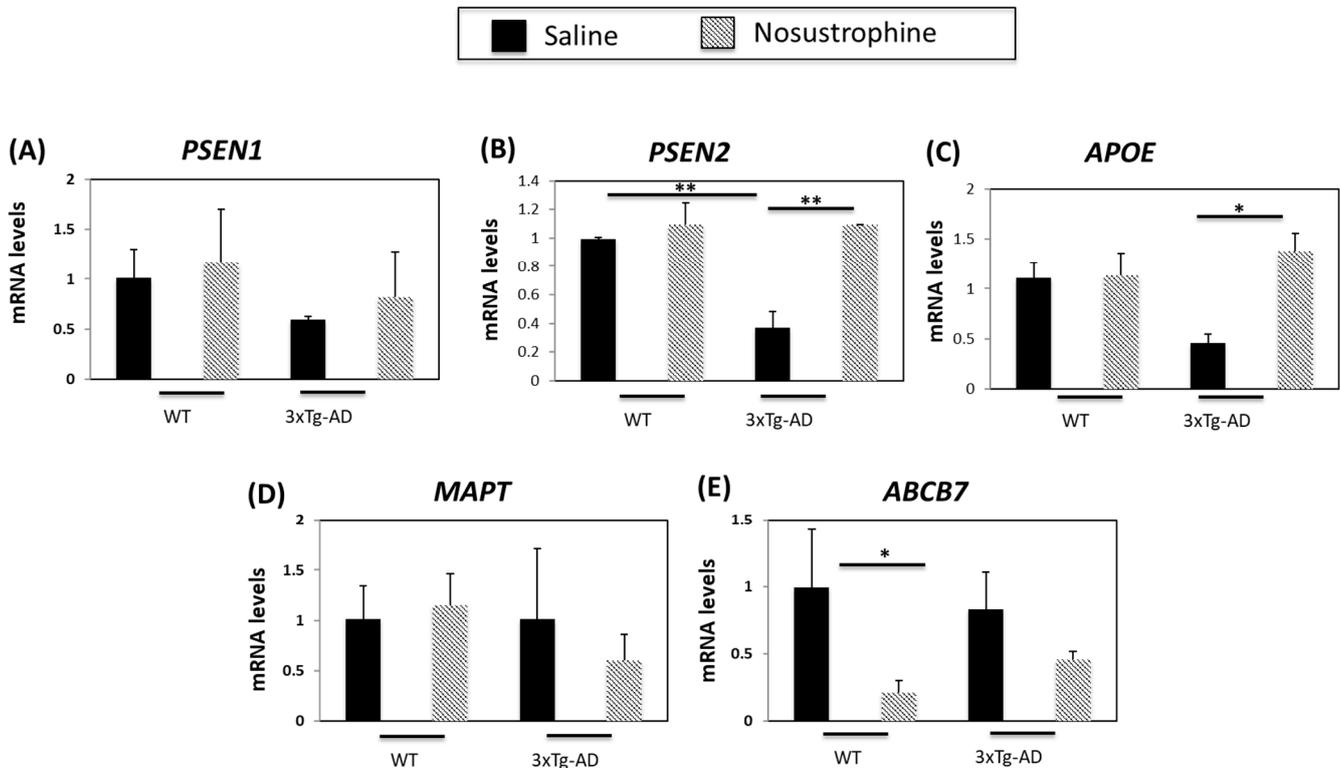 Saline Nosustrophine
(A) PSEN1
mRNA levels
2
1.5
1
0.5
0
WT 3xTg-AD
(B) PSEN2
mRNA levels
1.4
1.2
1
0.8
0.6
0.4
0.2
0
** **
WT 3xTg-AD
(C) APOE
mRNA levels
2
1.5
1
0.5
0
*
WT 3xTg-AD
(D) MAPT
mRNA levels
2
1.5
1
0.5
0
WT 3xTg-AD
(E) ABCB7
mRNA levels
1.5
1
0.5
0
*
WT 3xTg-AD